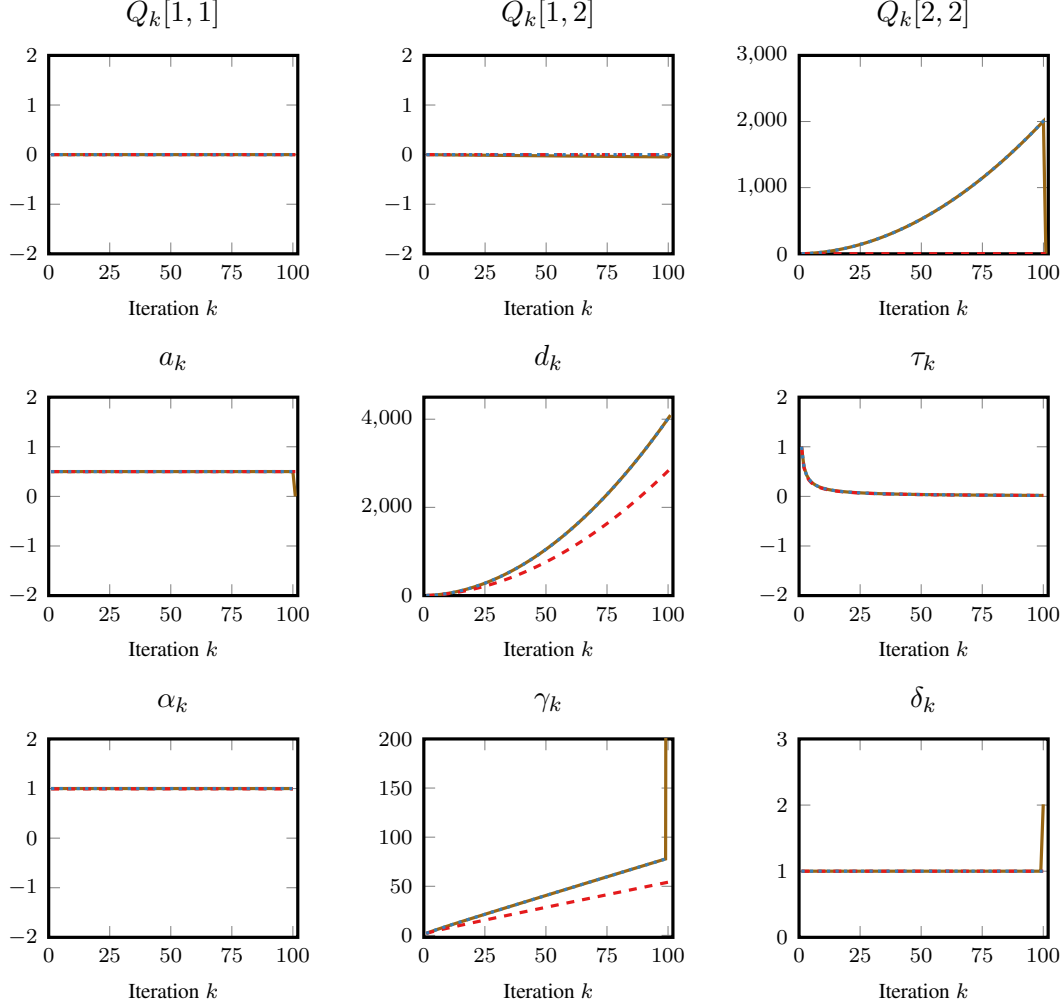 Q_k[1, 1] Q_k[1, 2] Q_k[2, 2]
2 2 3,000
1 1 2,000
0 0 1,000
−1 −1
−2 −2 0
0 25 50 75 100 0 25 50 75 100 0 25 50 75 100
Iteration k Iteration k Iteration k
a_k d_k τ_k
2 4,000 2
1 1
0 2,000 0
−1 −1
−2 0 −2
0 25 50 75 100 0 25 50 75 100 0 25 50 75 100
Iteration k Iteration k Iteration k
α_k γ_k δ_k
2 200 3
1 150 2
0 100
−1 50 1
−2 0 0
0 25 50 75 100 0 25 50 75 100 0 25 50 75 100
Iteration k Iteration k Iteration k